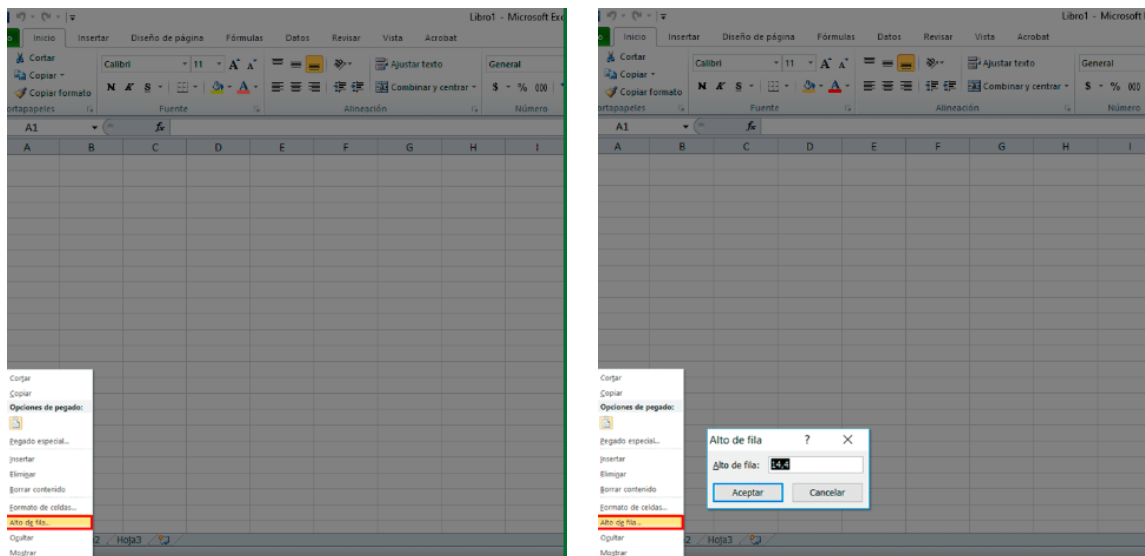 Libro1 - Microsoft Exc
Inicio Insertar Diseño de página Fórmulas Datos Revisar Vista Acrobat
Cortar
Copiar
Copiar formato
Calibri 11 A A
N K S A
Ajustar texto
Combinar y centrar
General
$ % 000
ortapapeles Fuente Alineación Número
A1 fx
A B C D E F G H I
Cortar
Copiar
Opciones de pegado:
Pegado especial...
Insertar
Eliminar
Borrar contenido
Formato de celdas...
Alto de fila...
Ocultar
Mostrar
2 Hoja3
Libro1 - Microsoft E
Inicio Insertar Diseño de página Fórmulas Datos Revisar Vista Acrobat
Cortar
Copiar
Copiar formato
Calibri 11 A A
N K S A
Ajustar texto
Combinar y centrar
General
$ % 000
ortapapeles Fuente Alineación Número
A1 fx
A B C D E F G H I
Cortar
Copiar
Opciones de pegado:
Pegado especial...
Insertar
Eliminar
Borrar contenido
Formato de celdas...
Alto de fila...
Ocultar
Mostrar
Alto de fila ? X
Alto de fila: 14,4
Aceptar Cancelar
2 Hoja3